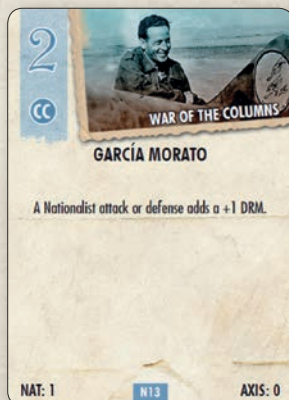 2
CC
WAR OF THE COLUMNS
GARCÍA MORATO
A Nationalist attack or defense adds a +1 DRM.
NAT: 1
N13
AXIS: 0